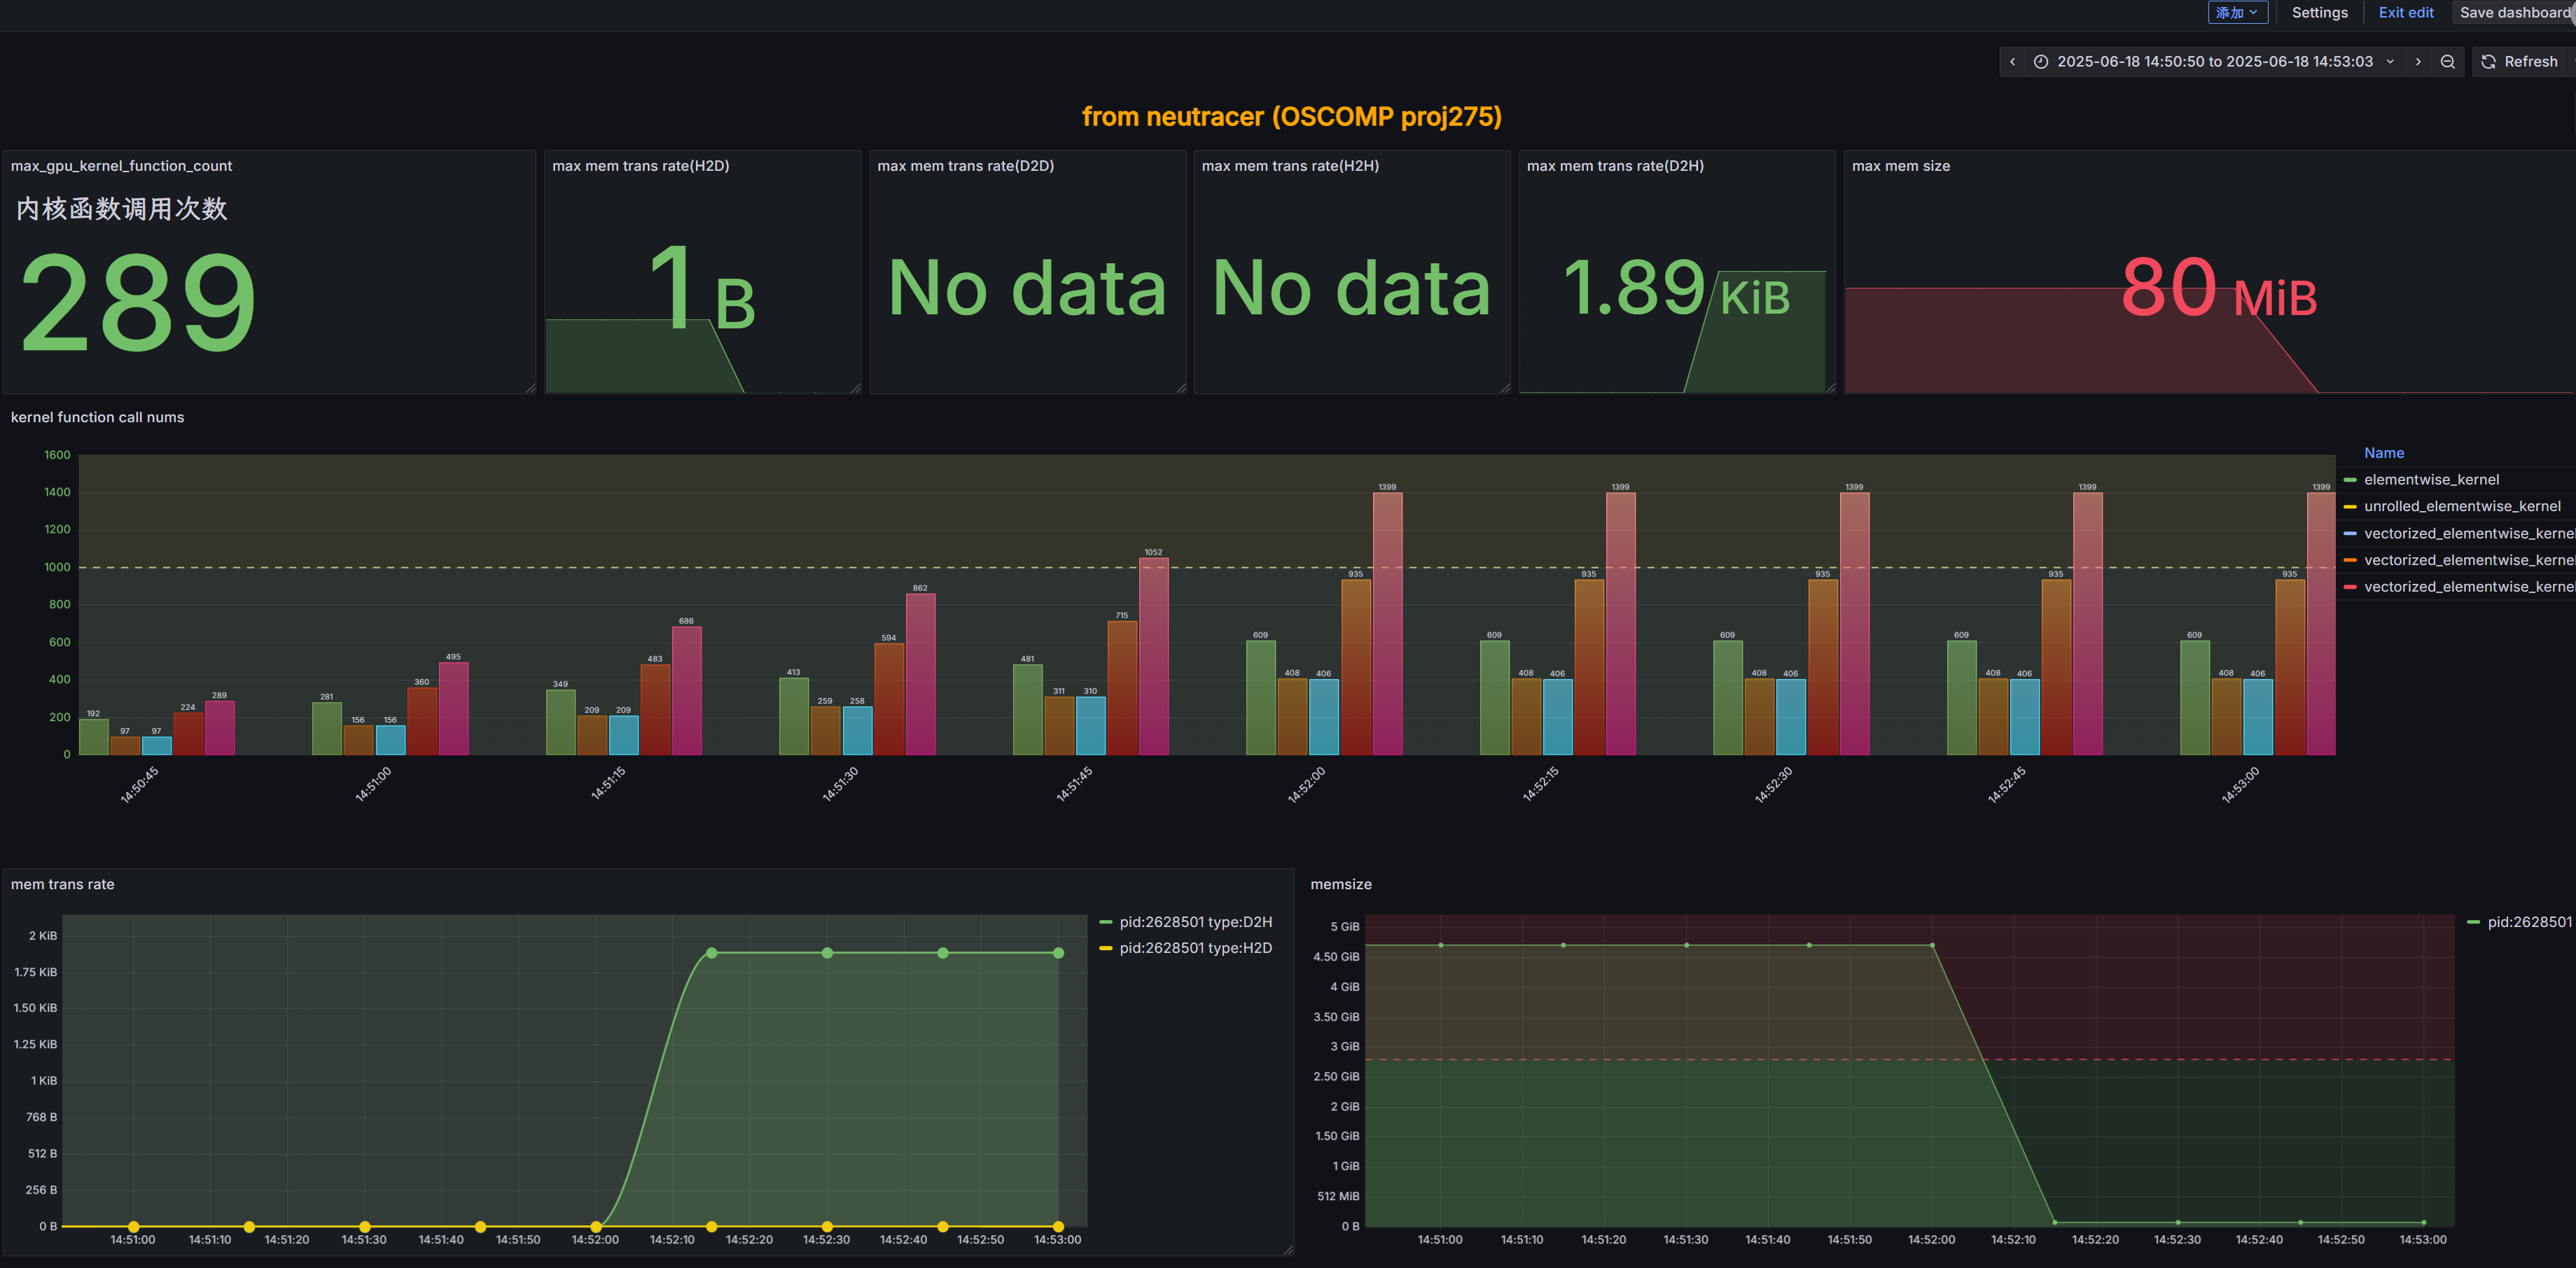 添加 Settings Exit edit Save dashboard
2025-06-18 14:50:50 to 2025-06-18 14:53:03 Refresh
from neutracer (OSCOMP proj275)
max_gpu_kernel_function_count
内核函数调用次数
289
max mem trans rate(H2D)
1 B
max mem trans rate(D2D)
No data
max mem trans rate(H2H)
No data
max mem trans rate(D2H)
1.89 KiB
max mem size
80 MiB
kernel function call nums
1600
1400
1200
1000
800
600
400
200
0
192 97 97 224 289
281 156 156 360 495
349 209 209 483 686
413 259 258 594 862
481 311 310 715 1052
609 408 406 935 1399
609 408 406 935 1399
609 408 406 935 1399
609 408 406 935 1399
609 408 406 935 1399
14:50:45 14:51:00 14:51:15 14:51:30 14:51:45 14:52:00 14:52:15 14:52:30 14:52:45 14:53:00
Name
elementwise_kernel
unrolled_elementwise_kernel
vectorized_elementwise_kernel
vectorized_elementwise_kernel
vectorized_elementwise_kernel
mem trans rate
2 KiB
1.75 KiB
1.50 KiB
1.25 KiB
1 KiB
768 B
512 B
256 B
0 B
14:51:00 14:51:10 14:51:20 14:51:30 14:51:40 14:51:50 14:52:00 14:52:10 14:52:20 14:52:30 14:52:40 14:52:50 14:53:00
pid:2628501 type:D2H
pid:2628501 type:H2D
memsize
5 GiB
4.50 GiB
4 GiB
3.50 GiB
3 GiB
2.50 GiB
2 GiB
1.50 GiB
1 GiB
512 MiB
0 B
14:51:00 14:51:10 14:51:20 14:51:30 14:51:40 14:51:50 14:52:00 14:52:10 14:52:20 14:52:30 14:52:40 14:52:50 14:53:00
pid:2628501